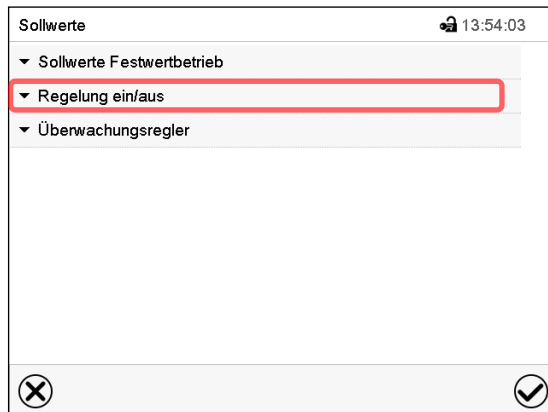 Sollwerte 13:54:03
Sollwerte Festwertbetrieb
Regelung ein/aus
Überwachungsregler